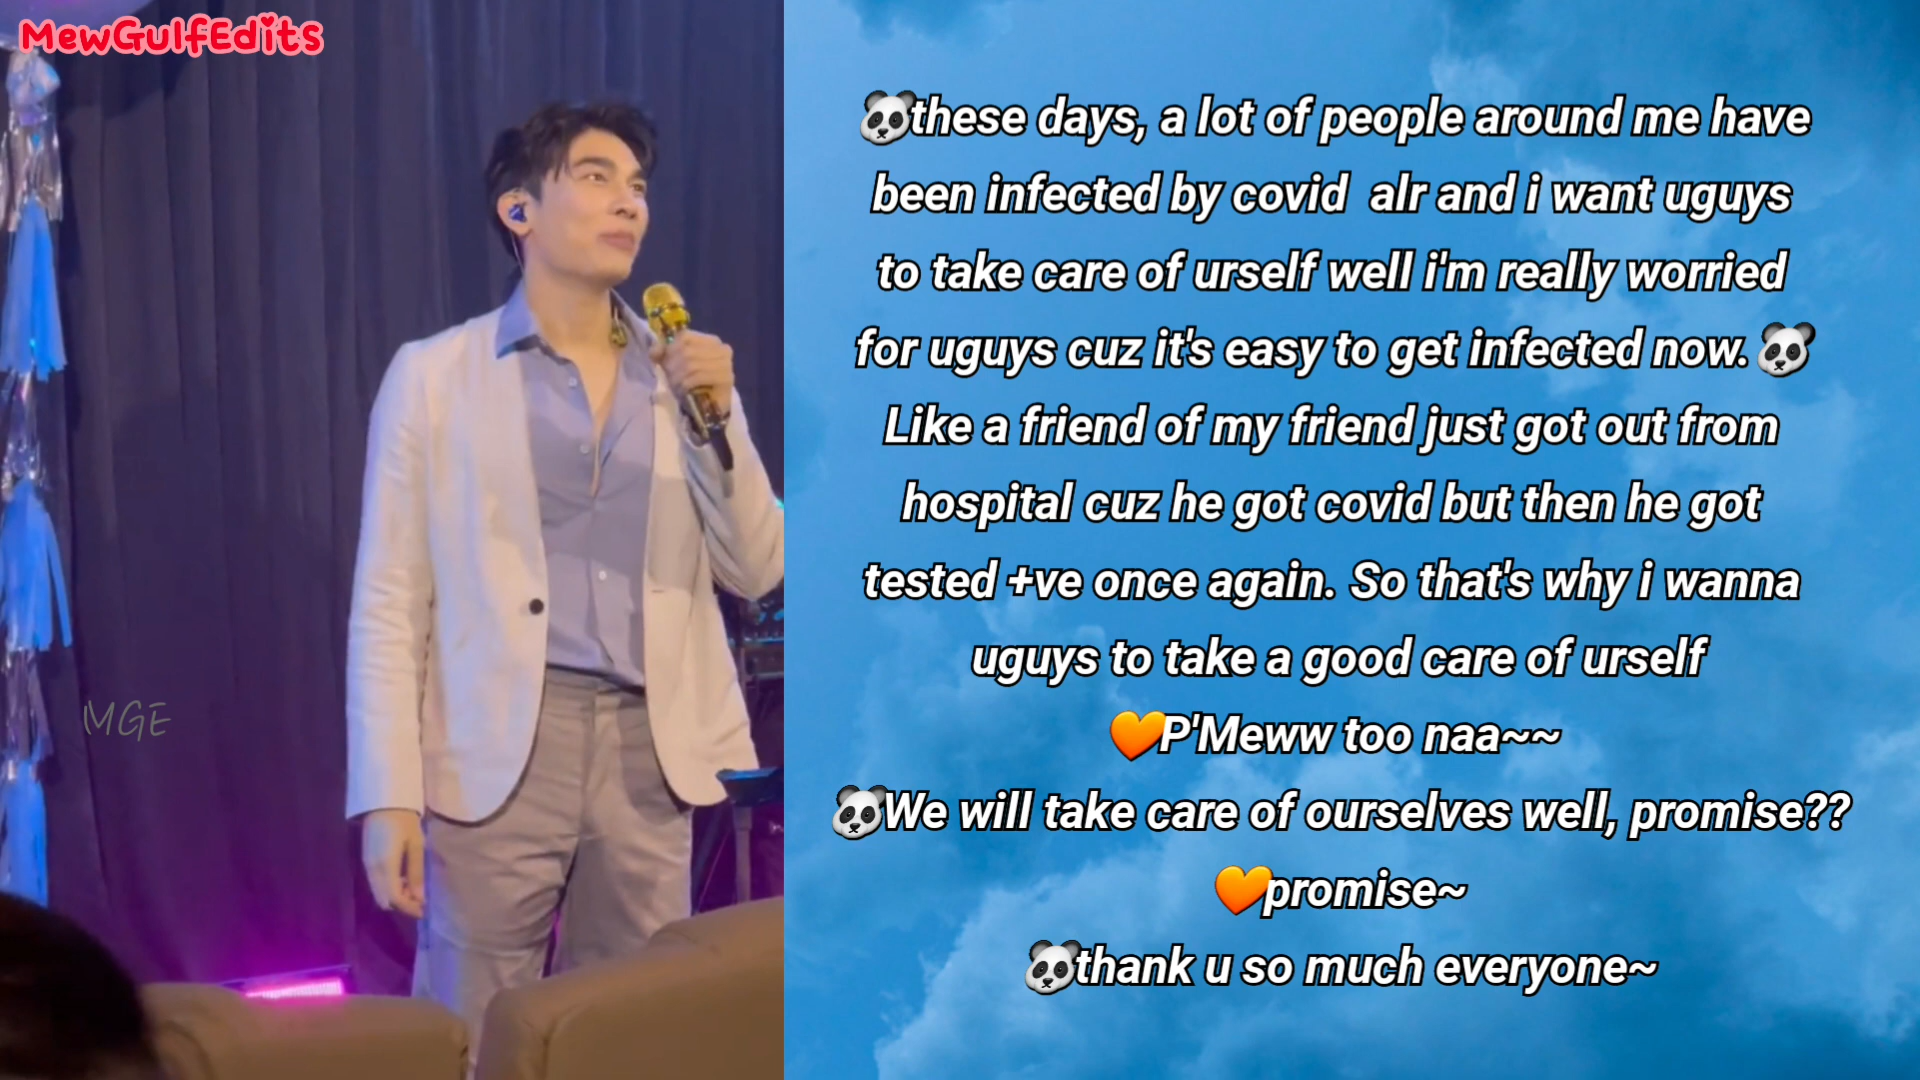 MewGulfEdits
🐼these days, a lot of people around me have
been infected by covid alr and i want uguys
to take care of urself well i'm really worried
for uguys cuz it's easy to get infected now.🐼
Like a friend of my friend just got out from
hospital cuz he got covid but then he got
tested +ve once again. So that's why i wanna
uguys to take a good care of urself
🧡P'Meww too naa~~
🐼We will take care of ourselves well, promise??
🧡promise~
🐼thank u so much everyone~
MGE